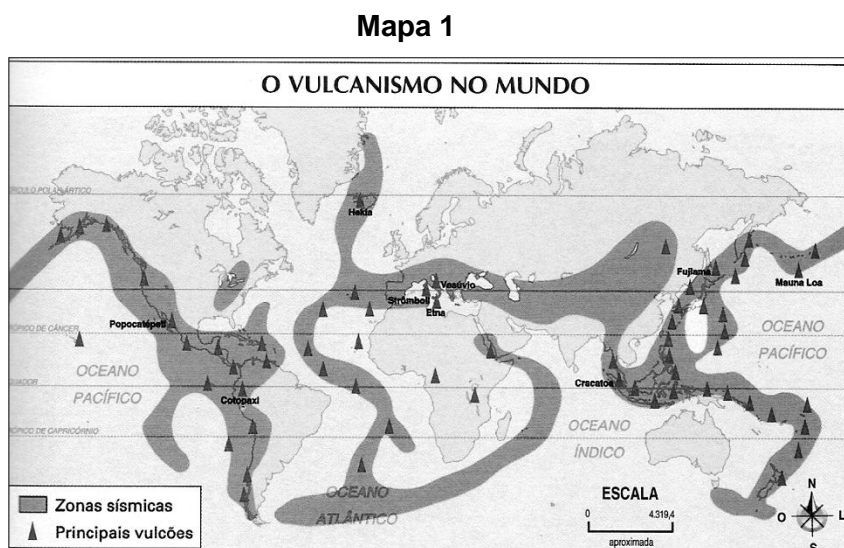 Mapa 1
O VULCANISMO NO MUNDO
CÍRCULO POLAR ÁRTICO
Hekla
Vesúvio
Strômboli
Etna
Fujiama
Mauna Loa
Popocatépetl
TRÓPICO DE CÂNCER
OCEANO
PACÍFICO
OCEANO
PACÍFICO
EQUADOR
Cotopaxi
Cracatoa
TRÓPICO DE CAPRICÓRNIO
OCEANO
ÍNDICO
OCEANO
ATLÂNTICO
Zonas sísmicas
Principais vulcões
ESCALA
0 4.319,4
aproximada
N
O L
S